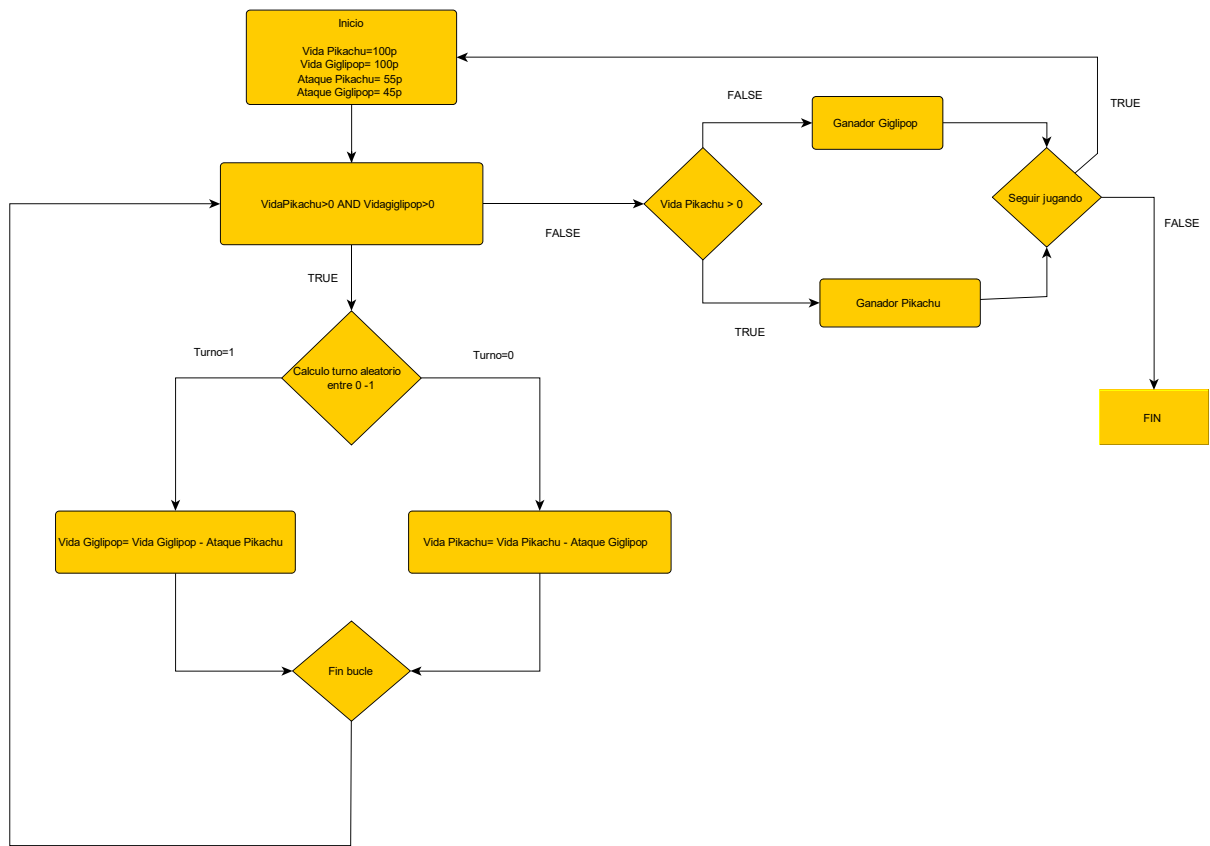 Inicio
Vida Pikachu=100p
Vida Giglipop= 100p
Ataque Pikachu= 55p
Ataque Giglipop= 45p
TRUE
FALSE
Ganador Giglipop
VidaPikachu>0 AND Vidagiglipop>0
Vida Pikachu > 0
Seguir jugando
FALSE
FALSE
TRUE
Ganador Pikachu
TRUE
Turno=1
Turno=0
Calculo turno aleatorio
entre 0 -1
FIN
Vida Giglipop= Vida Giglipop - Ataque Pikachu
Vida Pikachu= Vida Pikachu - Ataque Giglipop
Fin bucle